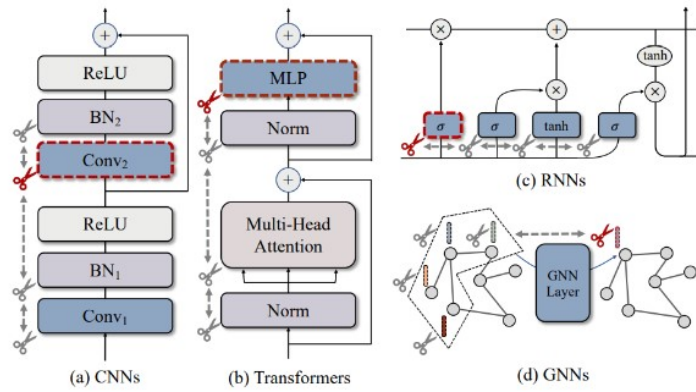 +
ReLU
BN₂
Conv₂
ReLU
BN₁
Conv₁
(a) CNNs
+
MLP
Norm
+
Multi-Head
Attention
Norm
(b) Transformers
× +
tanh
× ×
σ σ tanh σ
(c) RNNs
GNN
Layer
(d) GNNs